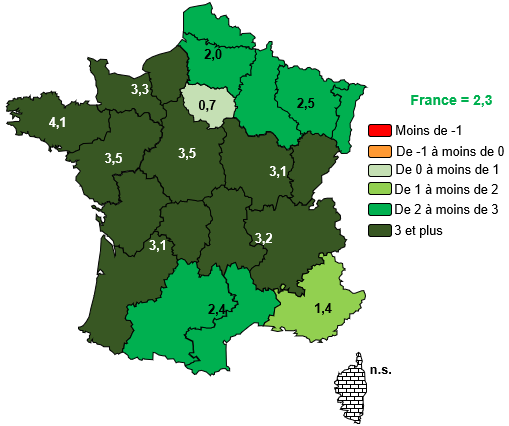 2,0
3,3
0,7
2,5
4,1
3,5
3,5
3,1
3,1
3,2
2,4
1,4
n.s.
France = 2,3
Moins de -1
De -1 à moins de 0
De 0 à moins de 1
De 1 à moins de 2
De 2 à moins de 3
3 et plus